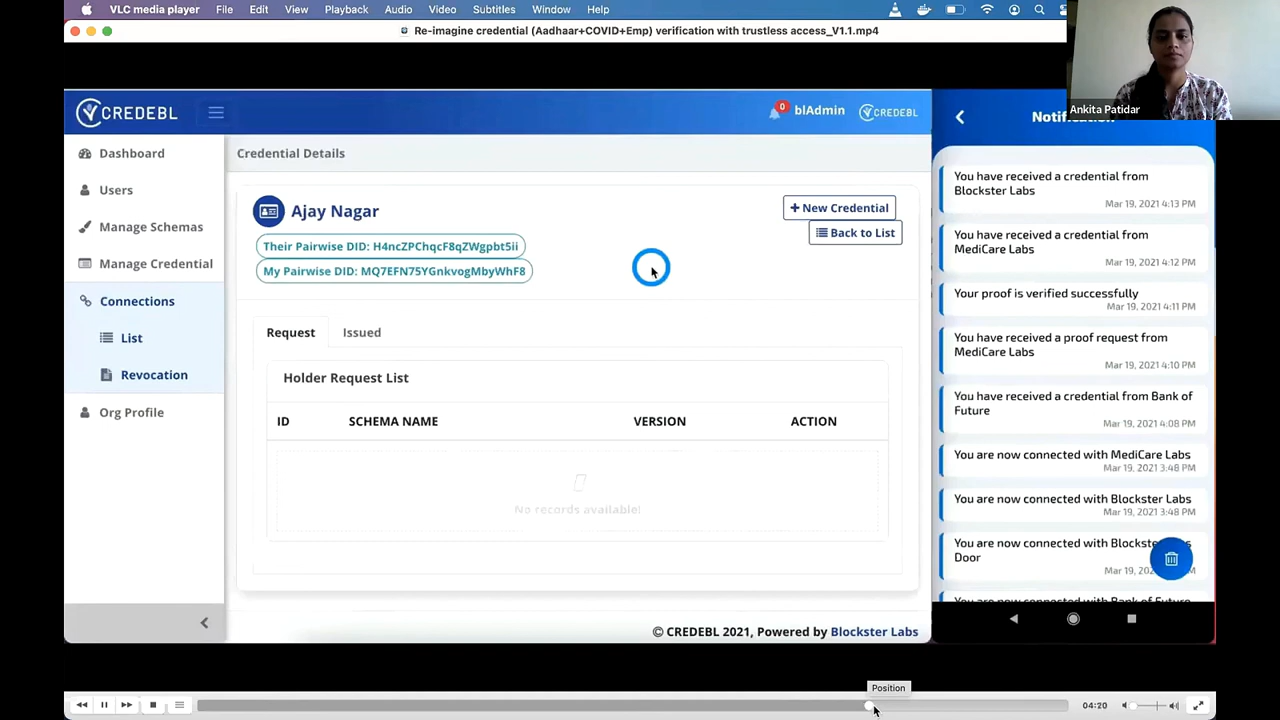 VLC media player File Edit View Playback Audio Video Subtitles Window Help
Re-imagine credential (Aadhaar+COVID+Emp) verification with trustless access_V1.1.mp4
Ankita Patidar
CREDEBL
0
blAdmin
CREDEBL
Dashboard
Users
Manage Schemas
Manage Credential
Connections
List
Revocation
Org Profile
Credential Details
Ajay Nagar
+ New Credential
Back to List
Their Pairwise DID: H4ncZPChqcF8qZWgpbt5ii
My Pairwise DID: MQ7EFN75YGnkvogMbyWhF8
Request Issued
Holder Request List
ID SCHEMA NAME VERSION ACTION
No records available!
© CREDEBL 2021, Powered by Blockster Labs
You have received a credential from
Blockster Labs
Mar 19, 2021 4:13 PM
You have received a credential from
MediCare Labs
Mar 19, 2021 4:12 PM
Your proof is verified successfully
Mar 19, 2021 4:11 PM
You have received a proof request from
MediCare Labs
Mar 19, 2021 4:10 PM
You have received a credential from Bank of
Future
Mar 19, 2021 4:08 PM
You are now connected with MediCare Labs
Mar 19, 2021 3:48 PM
You are now connected with Blockster Labs
Mar 19, 2021 3:48 PM
You are now connected with
Door
Mar 19,
You are now connected with Bank of Future
Position
04:20